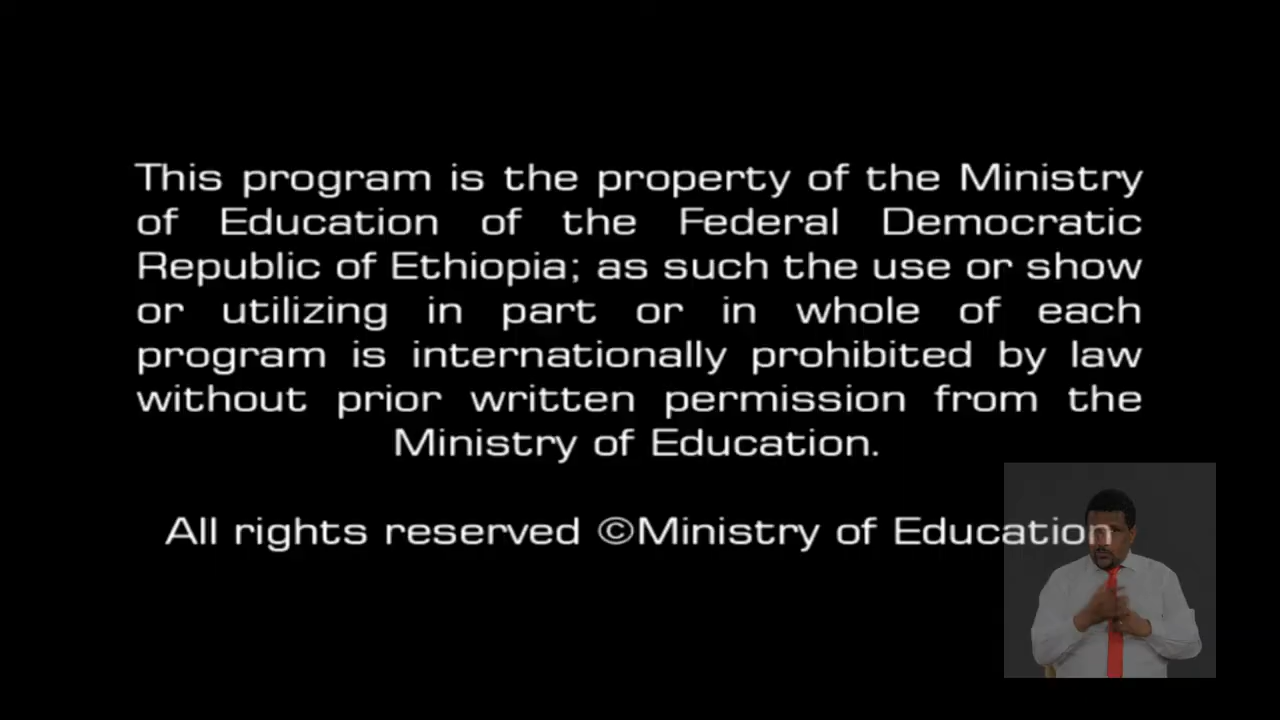 This program is the property of the Ministry
of Education of the Federal Democratic
Republic of Ethiopia; as such the use or show
or utilizing in part or in whole of each
program is internationally prohibited by law
without prior written permission from the
Ministry of Education.
All rights reserved ©Ministry of Education